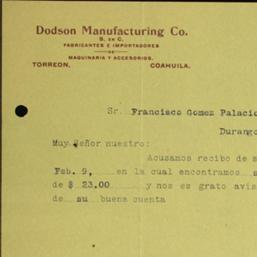 Dodson Manufacturing Co.
S. EN C.
FABRICANTES E IMPORTADORES
DE
MAQUINARIA Y ACCESORIOS.
TORREON, COAHUILA.
Sr. Francisco Gomez Palacio
Durango
Muy Señor nuestro:
Acusamos recibo de s
Feb. 9, en la cual encontramos s
de $ 23.00 y nos es grato avis
de su buena cuenta